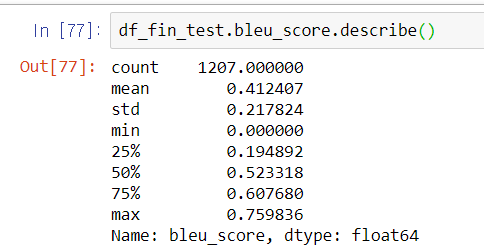 In [77]: df_fin_test.bleu_score.describe()
Out[77]: count    1207.000000
mean        0.412407
std         0.217824
min         0.000000
25%         0.194892
50%         0.523318
75%         0.607680
max         0.759836
Name: bleu_score, dtype: float64